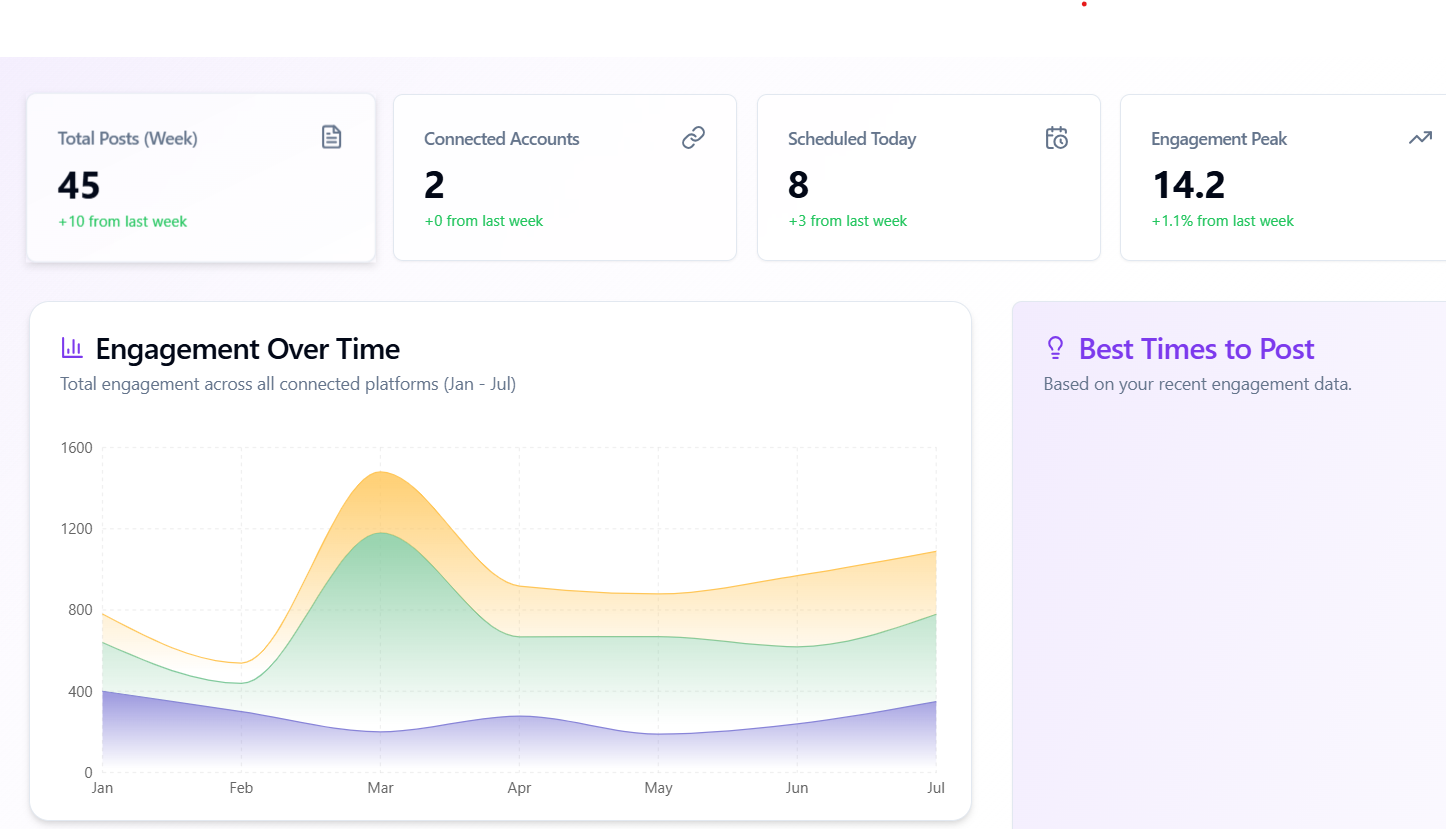 Total Posts (Week)
45
+10 from last week
Connected Accounts
2
+0 from last week
Scheduled Today
8
+3 from last week
Engagement Peak
14.2
+1.1% from last week
Engagement Over Time
Total engagement across all connected platforms (Jan - Jul)
1600
1200
800
400
0
Jan Feb Mar Apr May Jun Jul
Best Times to Post
Based on your recent engagement data.